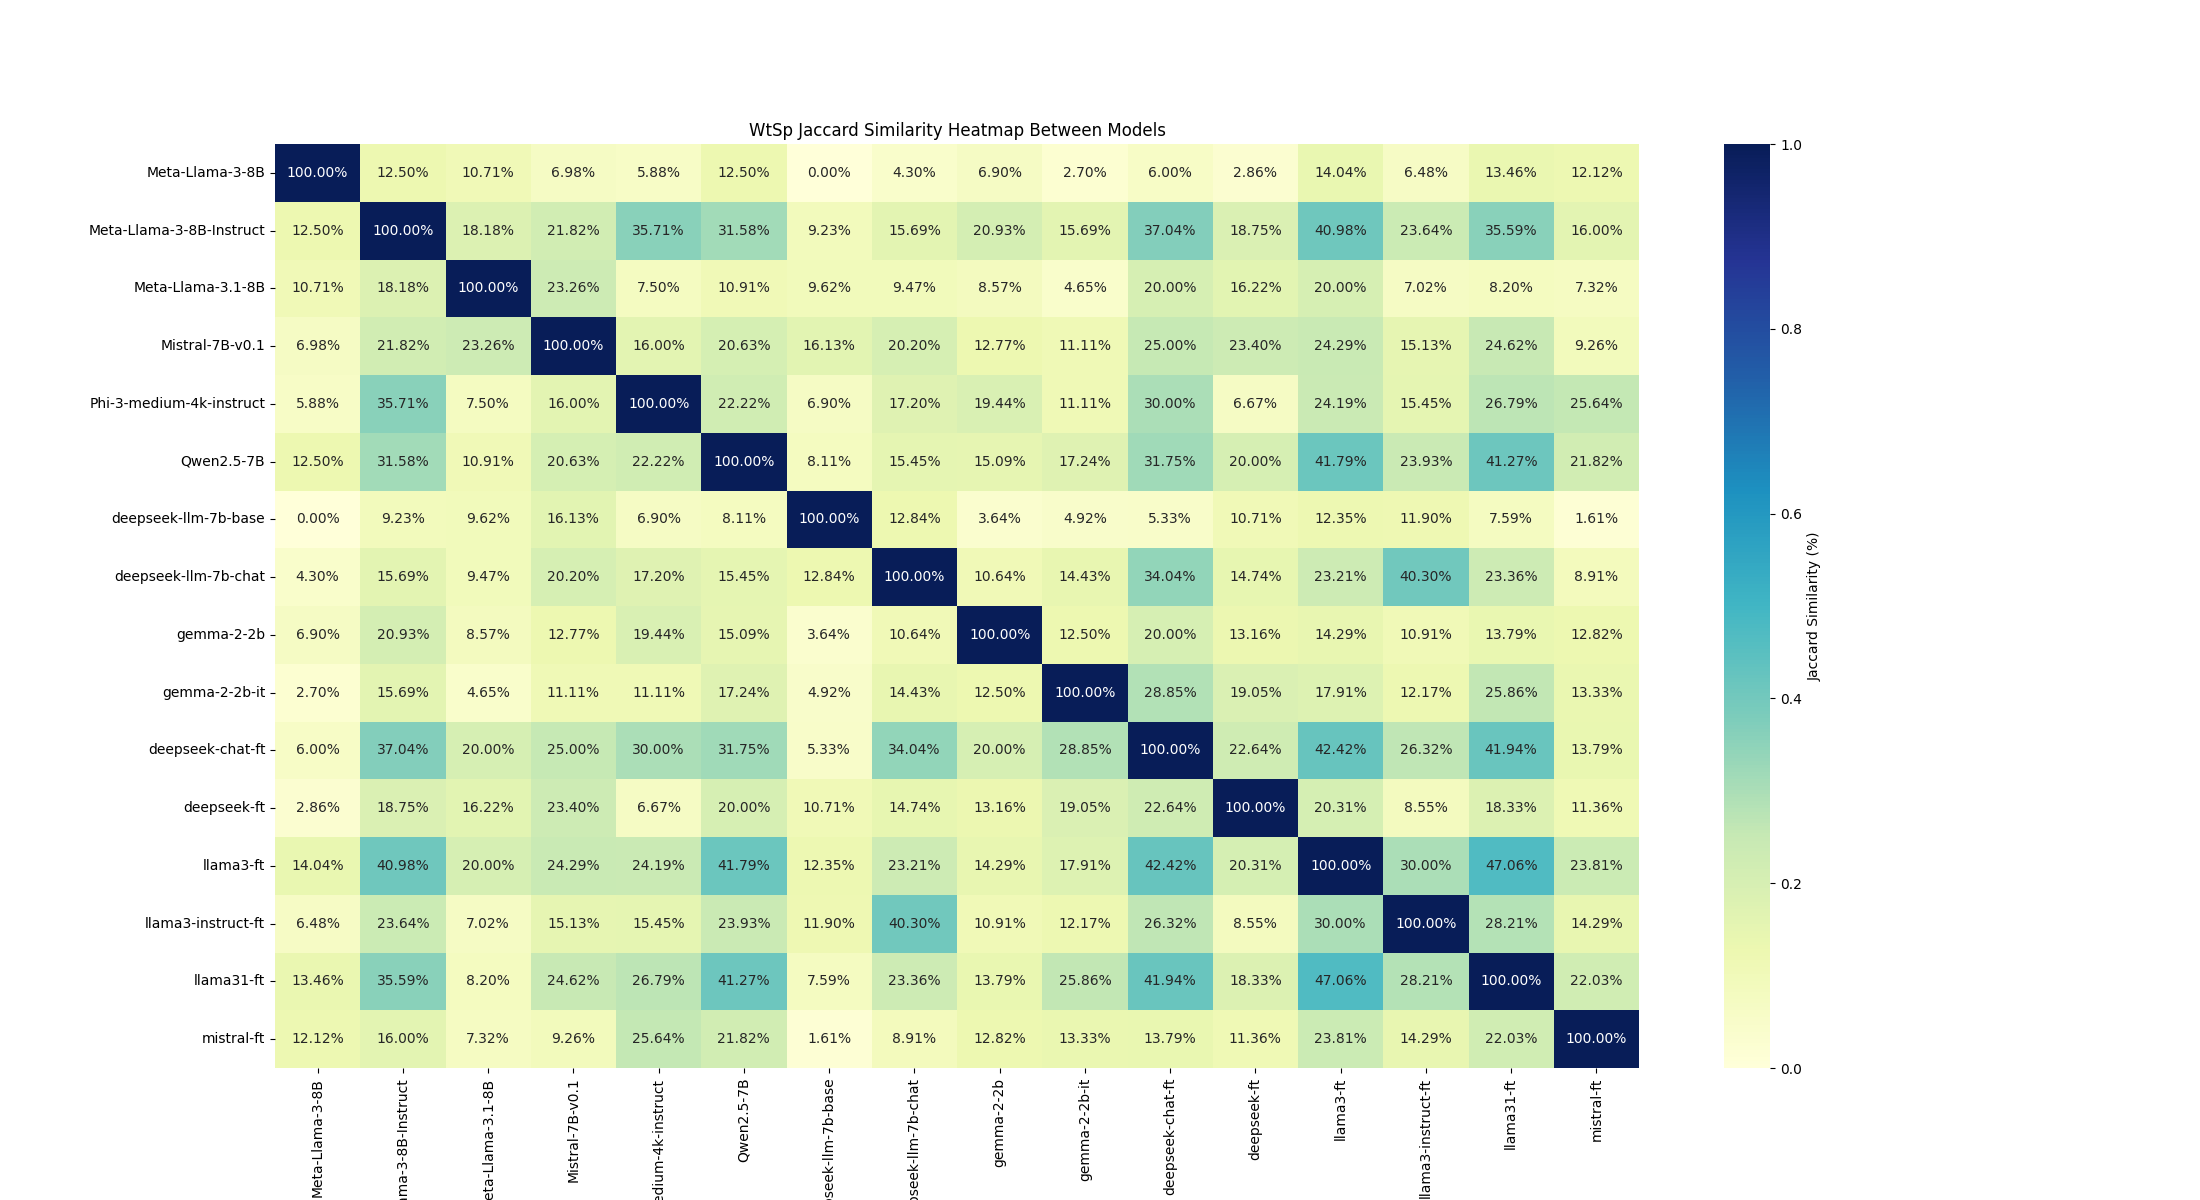 WtSp Jaccard Similarity Heatmap Between Models
Meta-Llama-3-8B 100.00% 12.50% 10.71% 6.98% 5.88% 12.50% 0.00% 4.30% 6.90% 2.70% 6.00% 2.86% 14.04% 6.48% 13.46% 12.12%
Meta-Llama-3-8B-Instruct 12.50% 100.00% 18.18% 21.82% 35.71% 31.58% 9.23% 15.69% 20.93% 15.69% 37.04% 18.75% 40.98% 23.64% 35.59% 16.00%
Meta-Llama-3.1-8B 10.71% 18.18% 100.00% 23.26% 7.50% 10.91% 9.62% 9.47% 8.57% 4.65% 20.00% 16.22% 20.00% 7.02% 8.20% 7.32%
Mistral-7B-v0.1 6.98% 21.82% 23.26% 100.00% 16.00% 20.63% 16.13% 20.20% 12.77% 11.11% 25.00% 23.40% 24.29% 15.13% 24.62% 9.26%
Phi-3-medium-4k-instruct 5.88% 35.71% 7.50% 16.00% 100.00% 22.22% 6.90% 17.20% 19.44% 11.11% 30.00% 6.67% 24.19% 15.45% 26.79% 25.64%
Qwen2.5-7B 12.50% 31.58% 10.91% 20.63% 22.22% 100.00% 8.11% 15.45% 15.09% 17.24% 31.75% 20.00% 41.79% 23.93% 41.27% 21.82%
deepseek-llm-7b-base 0.00% 9.23% 9.62% 16.13% 6.90% 8.11% 100.00% 12.84% 3.64% 4.92% 5.33% 10.71% 12.35% 11.90% 7.59% 1.61%
deepseek-llm-7b-chat 4.30% 15.69% 9.47% 20.20% 17.20% 15.45% 12.84% 100.00% 10.64% 14.43% 34.04% 14.74% 23.21% 40.30% 23.36% 8.91%
gemma-2-2b 6.90% 20.93% 8.57% 12.77% 19.44% 15.09% 3.64% 10.64% 100.00% 12.50% 20.00% 13.16% 14.29% 10.91% 13.79% 12.82%
gemma-2-2b-it 2.70% 15.69% 4.65% 11.11% 11.11% 17.24% 4.92% 14.43% 12.50% 100.00% 28.85% 19.05% 17.91% 12.17% 25.86% 13.33%
deepseek-chat-ft 6.00% 37.04% 20.00% 25.00% 30.00% 31.75% 5.33% 34.04% 20.00% 28.85% 100.00% 22.64% 42.42% 26.32% 41.94% 13.79%
deepseek-ft 2.86% 18.75% 16.22% 23.40% 6.67% 20.00% 10.71% 14.74% 13.16% 19.05% 22.64% 100.00% 20.31% 8.55% 18.33% 11.36%
llama3-ft 14.04% 40.98% 20.00% 24.29% 24.19% 41.79% 12.35% 23.21% 14.29% 17.91% 42.42% 20.31% 100.00% 30.00% 47.06% 23.81%
llama3-instruct-ft 6.48% 23.64% 7.02% 15.13% 15.45% 23.93% 11.90% 40.30% 10.91% 12.17% 26.32% 8.55% 30.00% 100.00% 28.21% 14.29%
llama31-ft 13.46% 35.59% 8.20% 24.62% 26.79% 41.27% 7.59% 23.36% 13.79% 25.86% 41.94% 18.33% 47.06% 28.21% 100.00% 22.03%
mistral-ft 12.12% 16.00% 7.32% 9.26% 25.64% 21.82% 1.61% 8.91% 12.82% 13.33% 13.79% 11.36% 23.81% 14.29% 22.03% 100.00%
Meta-Llama-3-8B
ama-3-8B-Instruct
eta-Llama-3.1-8B
Mistral-7B-v0.1
edium-4k-instruct
Qwen2.5-7B
pseek-llm-7b-base
pseek-llm-7b-chat
gemma-2-2b
gemma-2-2b-it
deepseek-chat-ft
deepseek-ft
llama3-ft
llama3-instruct-ft
llama31-ft
mistral-ft
1.0
0.8
0.6
0.4
0.2
0.0
Jaccard Similarity (%)